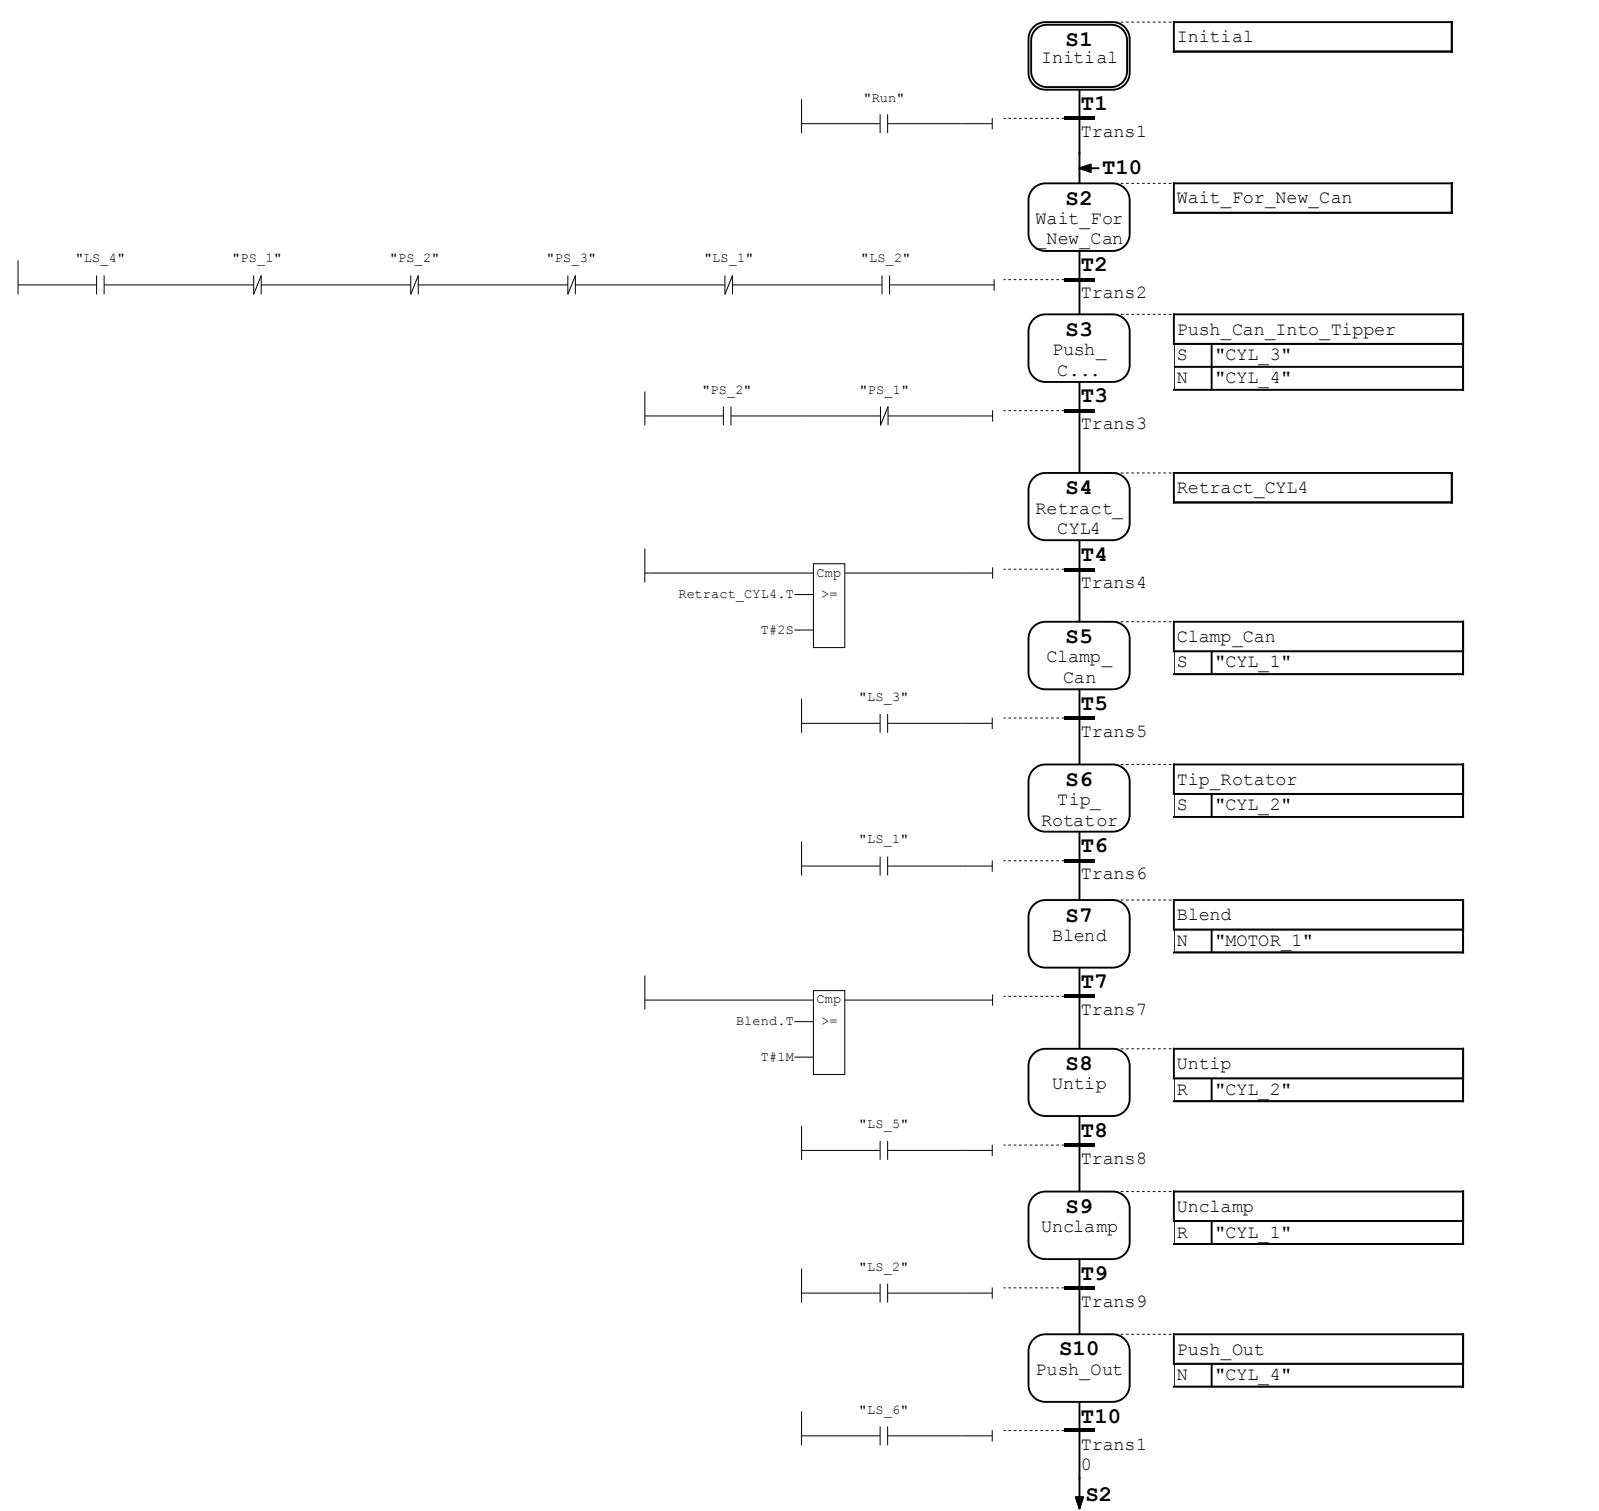 S1
Initial
Initial
"Run"
T1
Trans1
T10
S2
Wait_For
_New_Can
Wait_For_New_Can
"LS_4" "PS_1" "PS_2" "PS_3" "LS_1" "LS_2"
T2
Trans2
S3
Push_
C...
Push_Can_Into_Tipper
S "CYL_3"
N "CYL_4"
"PS_2" "PS_1"
T3
Trans3
S4
Retract_
CYL4
Retract_CYL4
T4
Trans4
Cmp
Retract_CYL4.T >=
T#2S
S5
Clamp_
Can
Clamp_Can
S "CYL_1"
"LS_3"
T5
Trans5
S6
Tip_
Rotator
Tip_Rotator
S "CYL_2"
"LS_1"
T6
Trans6
S7
Blend
Blend
N "MOTOR_1"
T7
Trans7
Cmp
Blend.T >=
T#1M
S8
Untip
Untip
R "CYL_2"
"LS_5"
T8
Trans8
S9
Unclamp
Unclamp
R "CYL_1"
"LS_2"
T9
Trans9
S10
Push_Out
Push_Out
N "CYL_4"
"LS_6"
T10
Trans1
0
S2